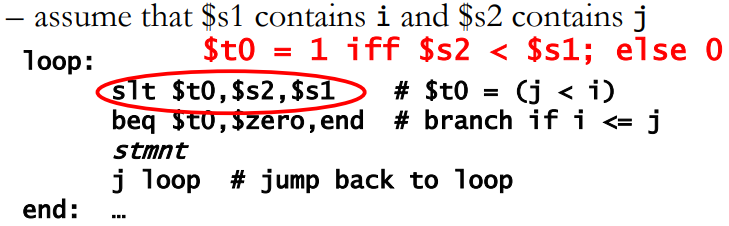 – assume that $s1 contains i and $s2 contains j
$t0 = 1 iff $s2 < $s1; else 0
loop:
slt $t0,$s2,$s1 # $t0 = (j < i)
beq $t0,$zero,end # branch if i <= j
stmnt
j loop # jump back to loop
end: …